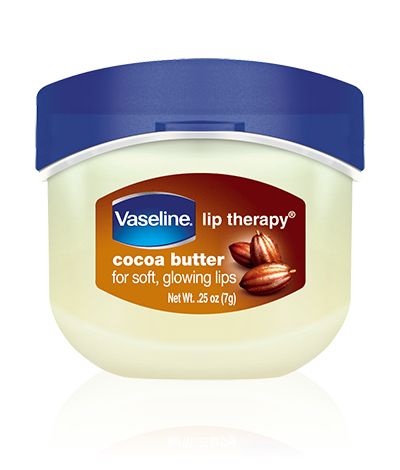 Vaseline. lip therapy®
cocoa butter
for soft, glowing lips
Net Wt. .25 oz (7g)